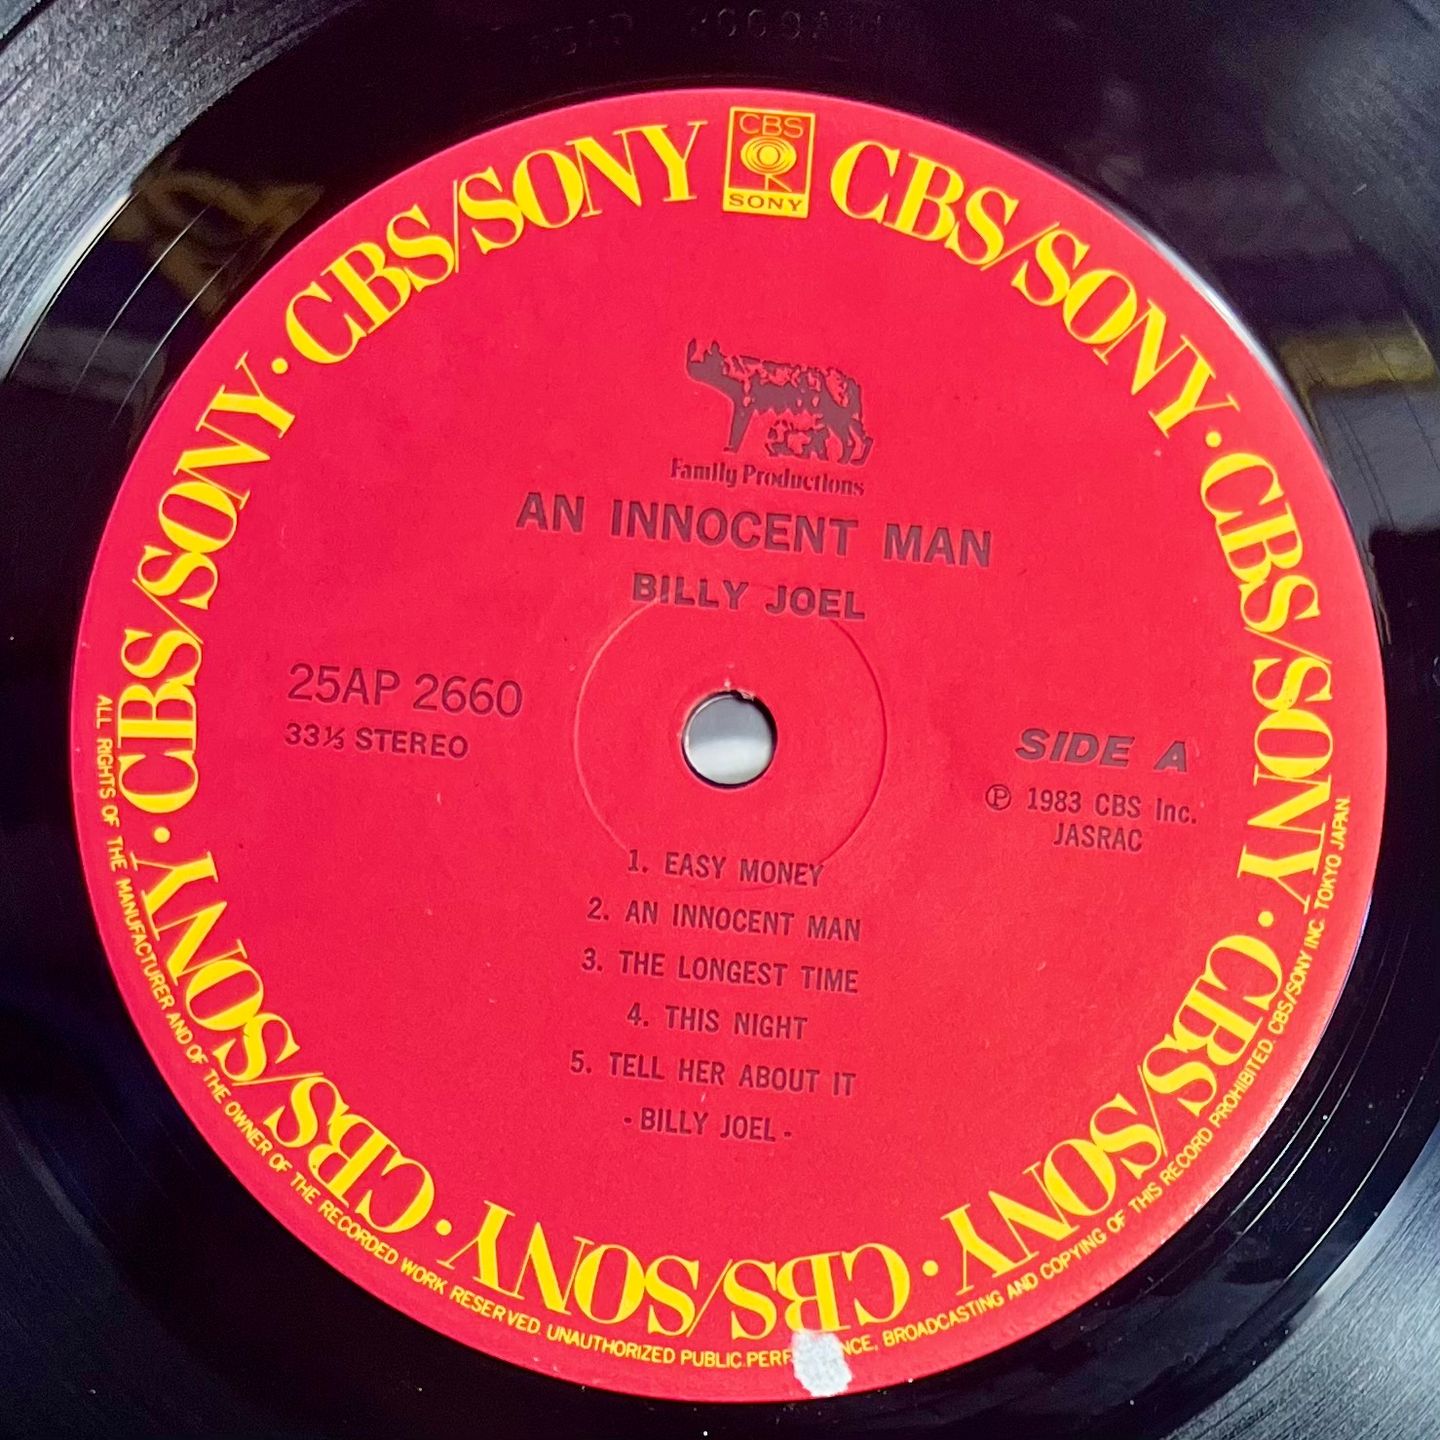 CBS
SONY
CBS/SONY · CBS/SONY · CBS/SONY · CBS/SONY · CBS/SONY · CBS/SONY · CBS/SONY
Family Productions
AN INNOCENT MAN
BILLY JOEL
25AP 2660
33⅓ STEREO
SIDE A
Ⓟ 1983 CBS Inc.
JASRAC
1. EASY MONEY
2. AN INNOCENT MAN
3. THE LONGEST TIME
4. THIS NIGHT
5. TELL HER ABOUT IT
- BILLY JOEL -
ALL RIGHTS OF THE MANUFACTURER AND OF THE OWNER OF THE RECORDED WORK RESERVED. UNAUTHORIZED PUBLIC PERF NCE, BROADCASTING AND COPYING OF THIS RECORD PROHIBITED. CBS/SONY INC. TOKYO JAPAN